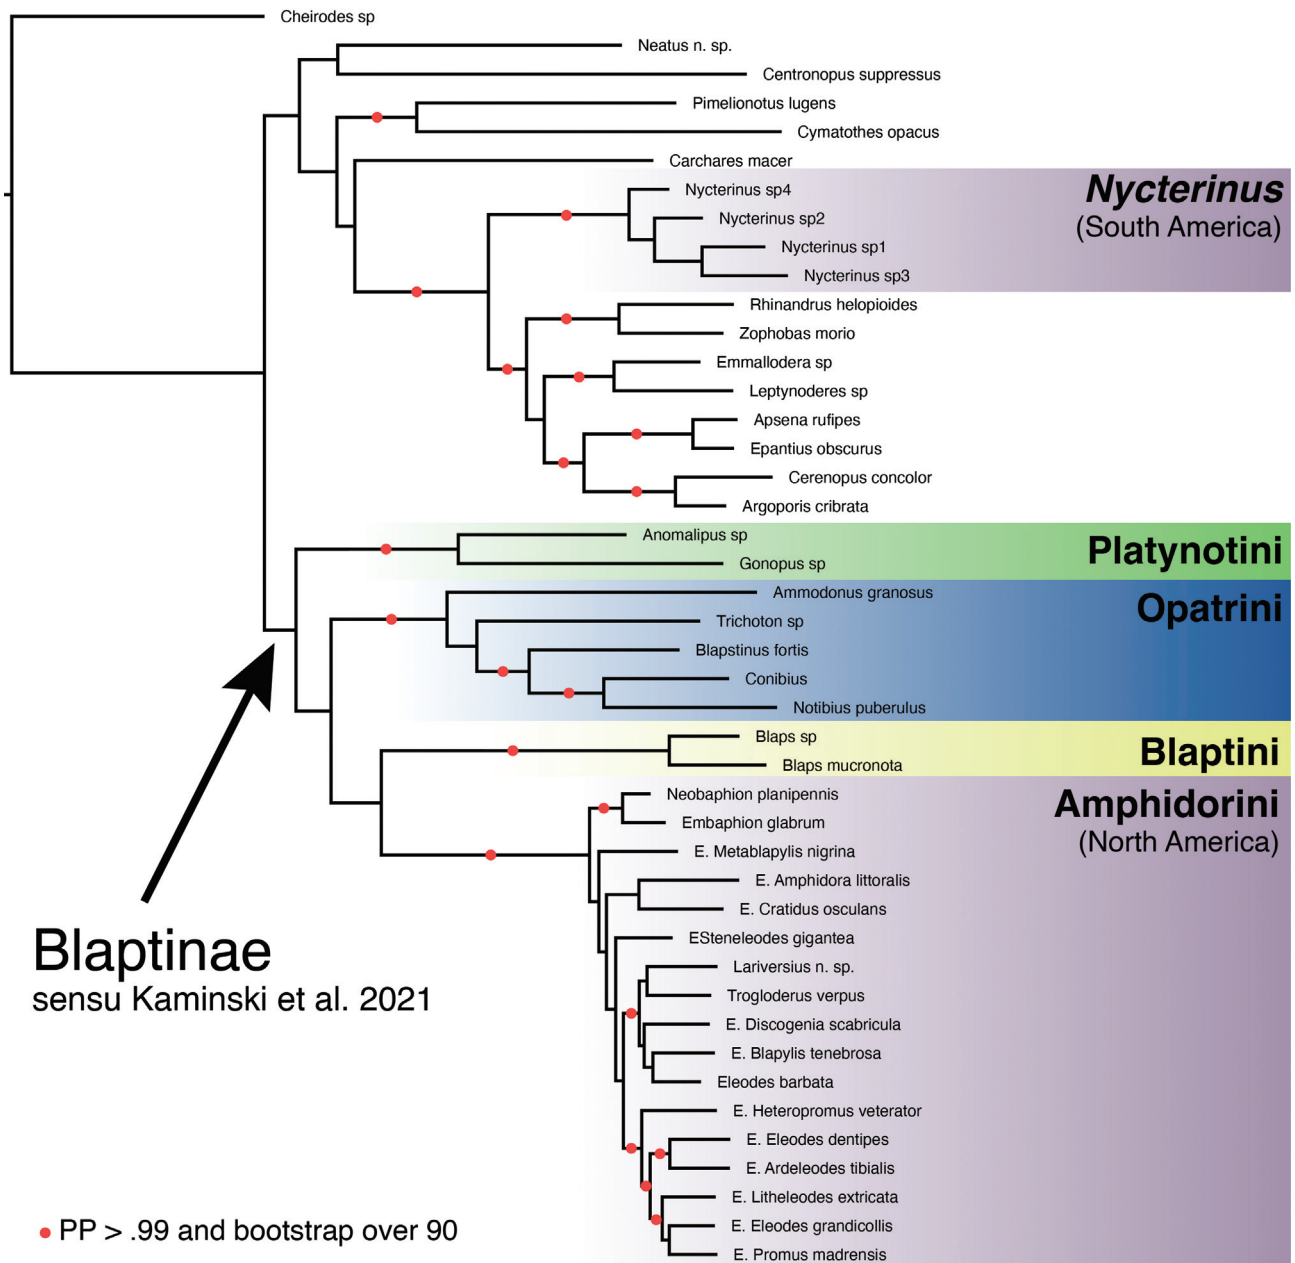 Cheirodes sp
Neatus n. sp.
Centronopus suppressus
Pimelionotus lugens
Cymatothes opacus
Carchares macer
Nycterinus sp4
Nycterinus
Nycterinus sp2
(South America)
Nycterinus sp1
Nycterinus sp3
Rhinandrus helopioides
Zophobas morio
Emmallodera sp
Leptynoderes sp
Apsena rufipes
Epantius obscurus
Cerenopus concolor
Argoporis cribrata
Anomalipus sp
Platynotini
Gonopus sp
Ammodonus granosus
Opatrini
Trichoton sp
Blapstinus fortis
Conibius
Notibius puberulus
Blaps sp
Blaptini
Blaps mucronota
Neobaphion planipennis
Amphidorini
Embaphion glabrum
(North America)
E. Metablapylis nigrina
E. Amphidora littoralis
E. Cratidus osculans
ESteneleodes gigantea
Blaptinae
sensu Kaminski et al. 2021
Lariversius n. sp.
Trogloderus verpus
E. Discogenia scabricula
E. Blapylis tenebrosa
Eleodes barbata
E. Heteropromus veterator
E. Eleodes dentipes
E. Ardeleodes tibialis
E. Litheleodes extricata
E. Eleodes grandicollis
E. Promus madrensis
PP > .99 and bootstrap over 90